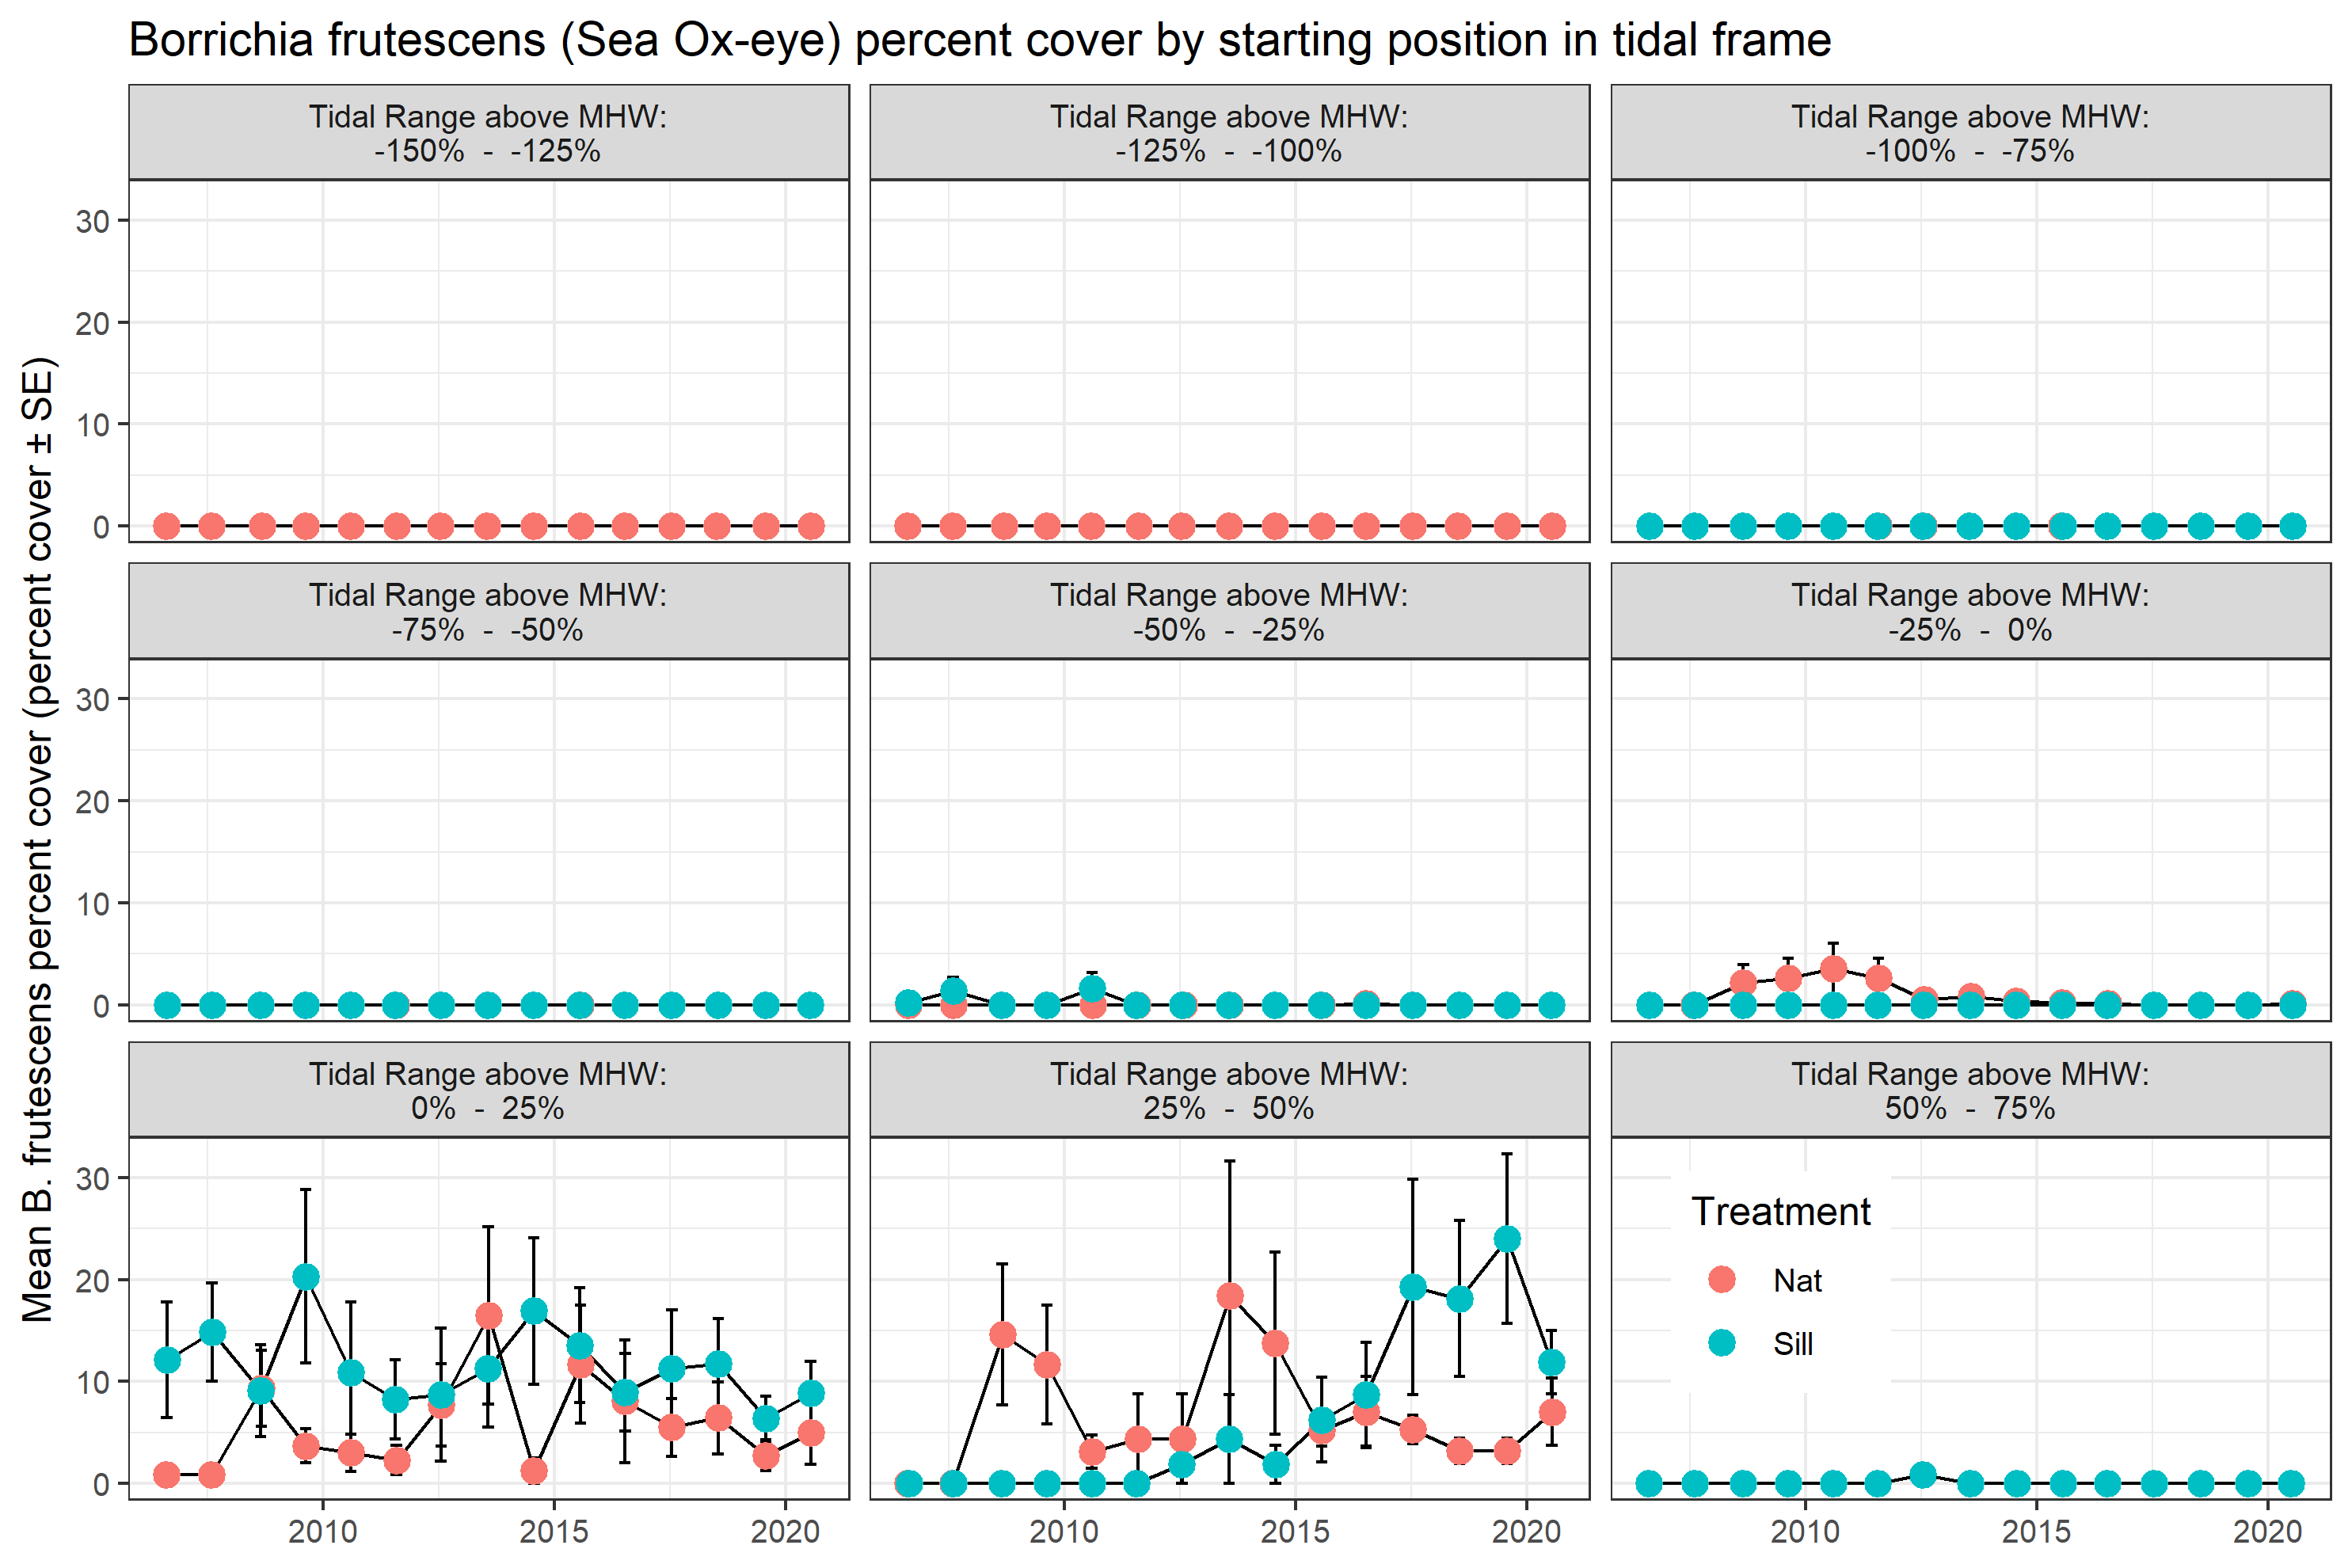 Borrichia frutescens (Sea Ox-eye) percent cover by starting position in tidal frame
Mean B. frutescens percent cover (percent cover ± SE)
Tidal Range above MHW:
-150%  -  -125%
Tidal Range above MHW:
-125%  -  -100%
Tidal Range above MHW:
-100%  -  -75%
30
20
10
0
Tidal Range above MHW:
-75%  -  -50%
Tidal Range above MHW:
-50%  -  -25%
Tidal Range above MHW:
-25%  -  0%
30
20
10
0
Tidal Range above MHW:
0%  -  25%
Tidal Range above MHW:
25%  -  50%
Tidal Range above MHW:
50%  -  75%
30
20
10
0
Treatment
Nat
Sill
2010 2015 2020
2010 2015 2020
2010 2015 2020